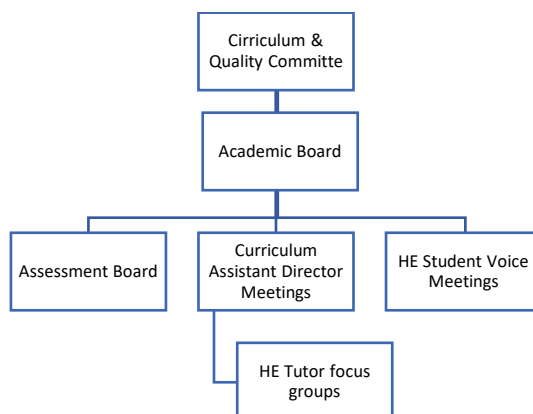 Cirriculum &
Quality Committe
Academic Board
Assessment Board
Curriculum
Assistant Director
Meetings
HE Student Voice
Meetings
HE Tutor focus
groups